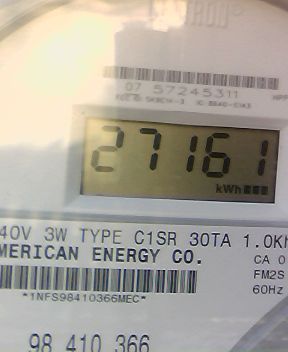 07 57245311
27161
kWh
40V 3W TYPE C1SR 30TA 1.0Kh
MERICAN ENERGY CO.
CA 0
FM2S
60Hz
*1NFS98410366MEC*
98 410 366